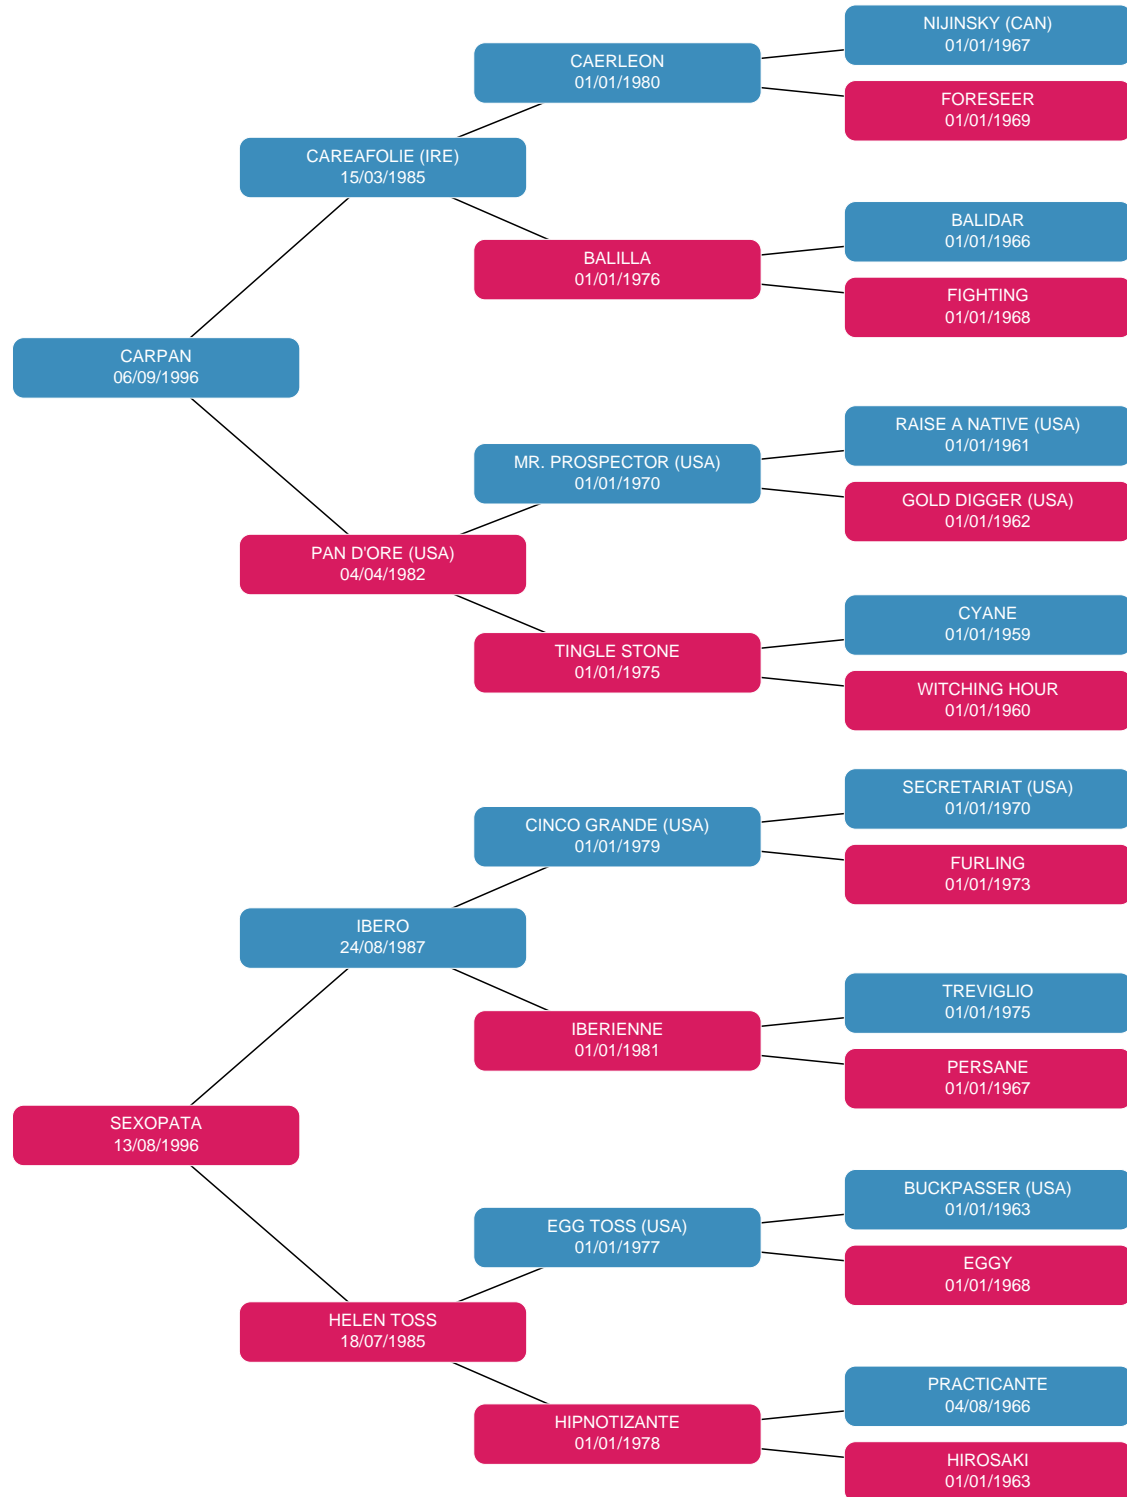 NIJINSKY (CAN)
01/01/1967
CAERLEON
01/01/1980
FORESEER
01/01/1969
CAREAFOLIE (IRE)
15/03/1985
BALIDAR
01/01/1966
BALILLA
01/01/1976
FIGHTING
01/01/1968
CARPAN
06/09/1996
RAISE A NATIVE (USA)
01/01/1961
MR. PROSPECTOR (USA)
01/01/1970
GOLD DIGGER (USA)
01/01/1962
PAN D'ORE (USA)
04/04/1982
CYANE
01/01/1959
TINGLE STONE
01/01/1975
WITCHING HOUR
01/01/1960
SECRETARIAT (USA)
01/01/1970
CINCO GRANDE (USA)
01/01/1979
FURLING
01/01/1973
IBERO
24/08/1987
TREVIGLIO
01/01/1975
IBERIENNE
01/01/1981
PERSANE
01/01/1967
SEXOPATA
13/08/1996
BUCKPASSER (USA)
01/01/1963
EGG TOSS (USA)
01/01/1977
EGGY
01/01/1968
HELEN TOSS
18/07/1985
PRACTICANTE
04/08/1966
HIPNOTIZANTE
01/01/1978
HIROSAKI
01/01/1963